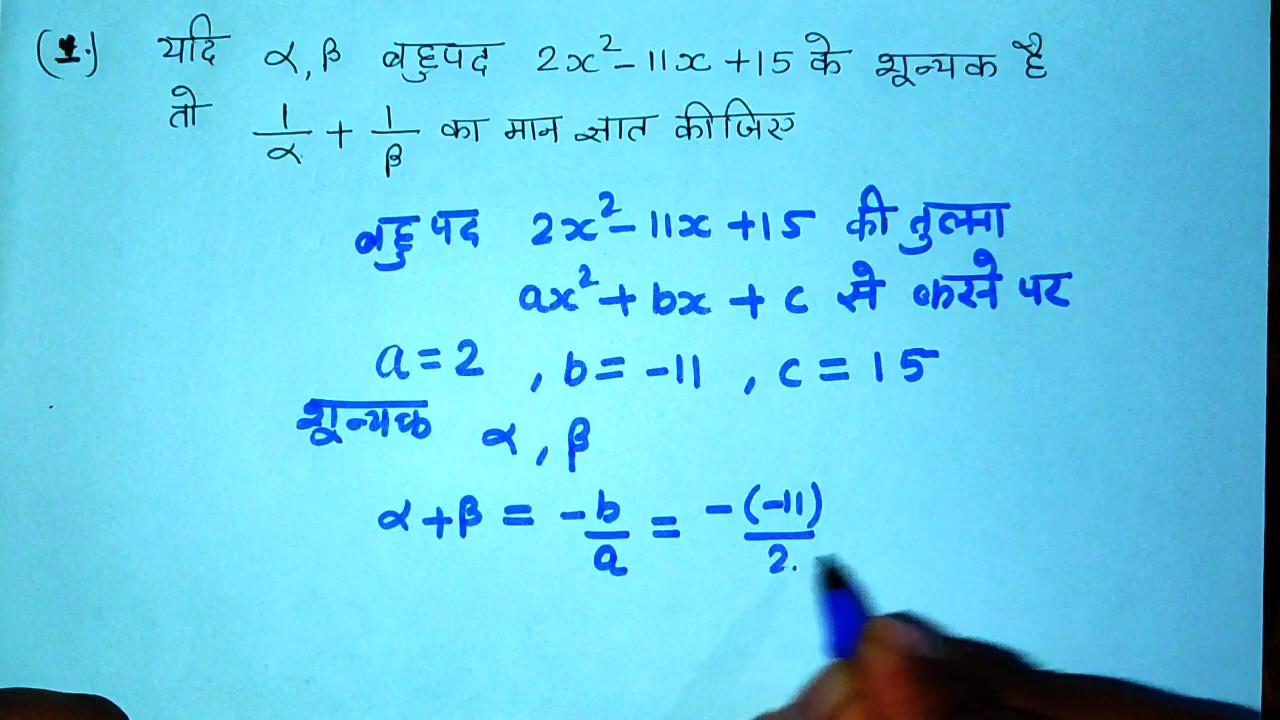 (1.) यदि α, β बहुपद 2x² - 11x + 15 के शून्यक है
तो 1/α + 1/β का मान ज्ञात कीजिए
बहुपद 2x² - 11x + 15 की तुलना
ax² + bx + c से करने पर
a = 2 , b = -11 , c = 15
शून्यक α , β
α + β = -b/a = -(-11)/2.